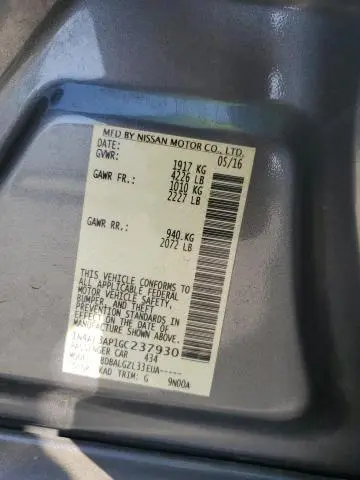 MFD BY NISSAN MOTOR CO., LTD.
DATE: 05/16
GVWR: 1917 KG
4226 LB
GAWR FR.: 1010 KG
2227 LB
GAWR RR.: 940 KG
2072 LB
THIS VEHICLE CONFORMS TO
ALL APPLICABLE FEDERAL
MOTOR VEHICLE SAFETY,
BUMPER, AND THEFT
PREVENTION STANDARDS IN
EFFECT ON THE DATE OF
MANUFACTURE SHOWN ABOVE.
3AP1GC237930
PASSENGER CAR 434
BDBALGZL33EUA-----
KAD TRIM: G 9N00A